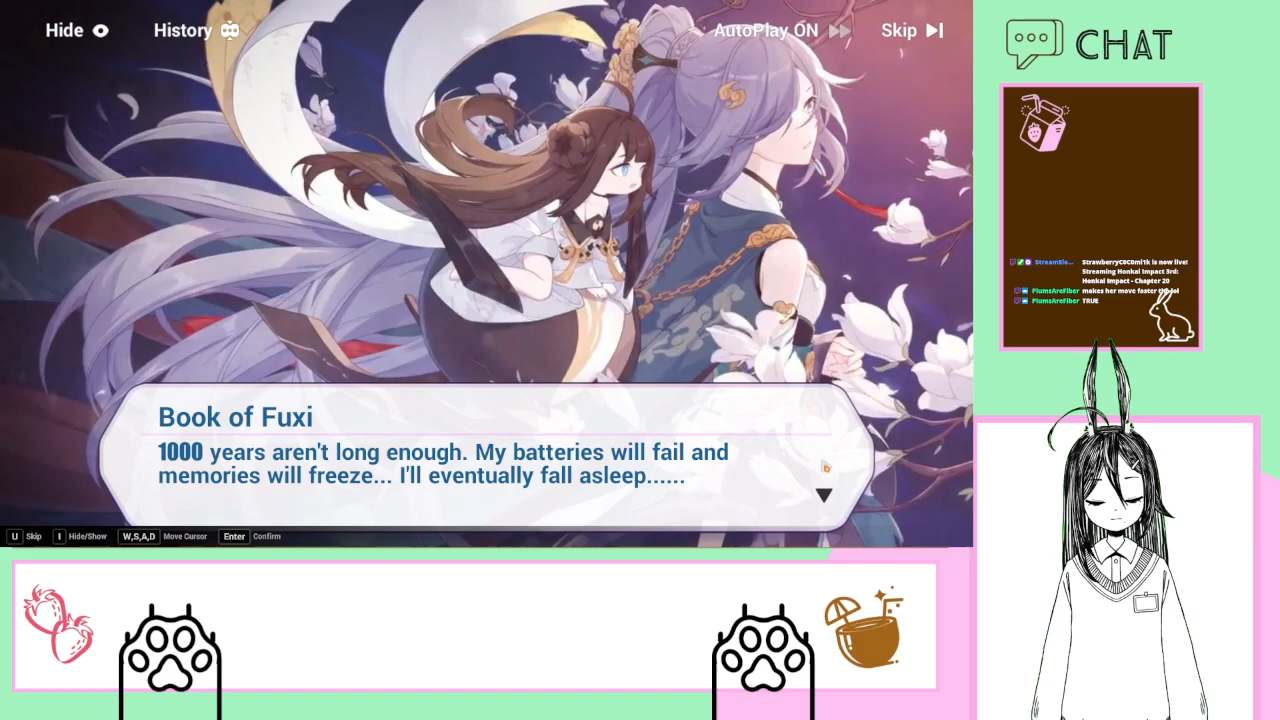 Hide
History
AutoPlay ON
Skip
CHAT
StreamEle... StrawberryC0C0ml1k is now live!
Streaming Honkai Impact 3rd:
Honkai Impact - Chapter 20
PlumsAreFiber makes her move faster
PlumsAreFiber TRUE
Book of Fuxi
1000 years aren't long enough. My batteries will fail and
memories will freeze... I'll eventually fall asleep......
U Skip I Hide/Show W,S,A,D Move Cursor Enter Confirm